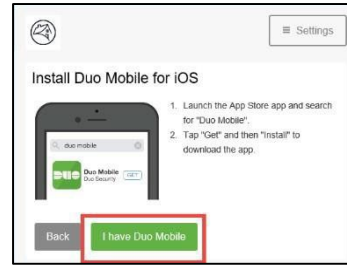 ≡ Settings
Install Duo Mobile for iOS
1. Launch the App Store app and search
for "Duo Mobile".
2. Tap "Get" and then "Install" to
download the app.
duo mobile
DUO
Duo Mobile
Duo Security
GET
Back
I have Duo Mobile